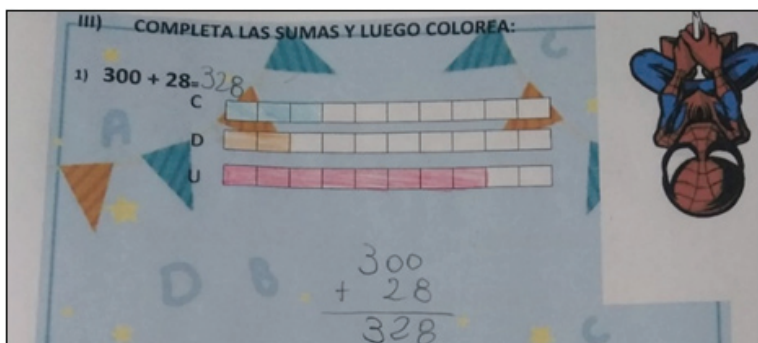 III) COMPLETA LAS SUMAS Y LUEGO COLOREA:
1) 300 + 28= 328
C
D
U
300
+ 28
328
A
C
D B
C